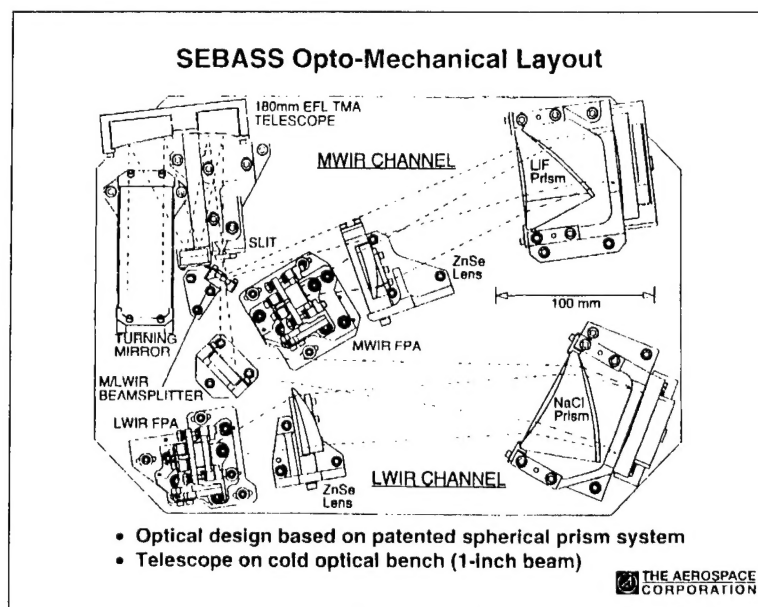 SEBASS Opto-Mechanical Layout
180mm EFL TMA
TELESCOPE
MWIR CHANNEL
LiF
Prism
SLIT
ZnSe
Lens
100 mm
TURNING
MIRROR
MWIR FPA
M/LWIR
BEAMSPLITTER
LWIR FPA
NaCl
Prism
ZnSe
Lens
LWIR CHANNEL
• Optical design based on patented spherical prism system
• Telescope on cold optical bench (1-inch beam)
THE AEROSPACE
CORPORATION